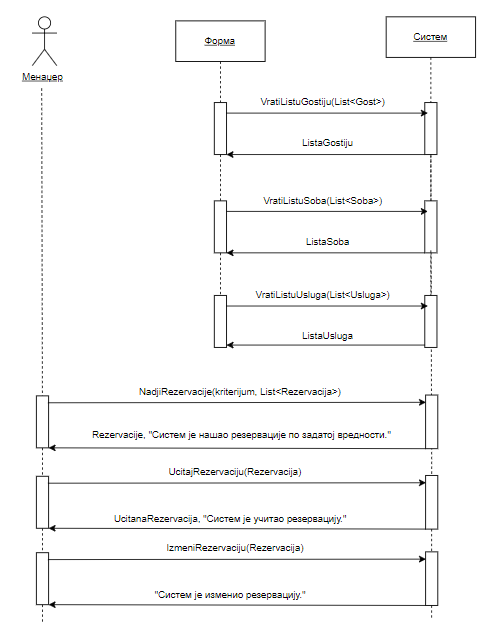 Менаџер
Форма
Систем
VratiListuGostiju(List<Gost>)
ListaGostiju
VratiListuSoba(List<Soba>)
ListaSoba
VratiListuUsluga(List<Usluga>)
ListaUsluga
NadjiRezervacije(kriterijum, List<Rezervacija>)
Rezervacije, "Систем је нашао резервације по задатој вредности."
UcitajRezervaciju(Rezervacija)
UcitanaRezervacija, "Систем је учитао резервацију."
IzmeniRezervaciju(Rezervacija)
"Систем је изменио резервацију."